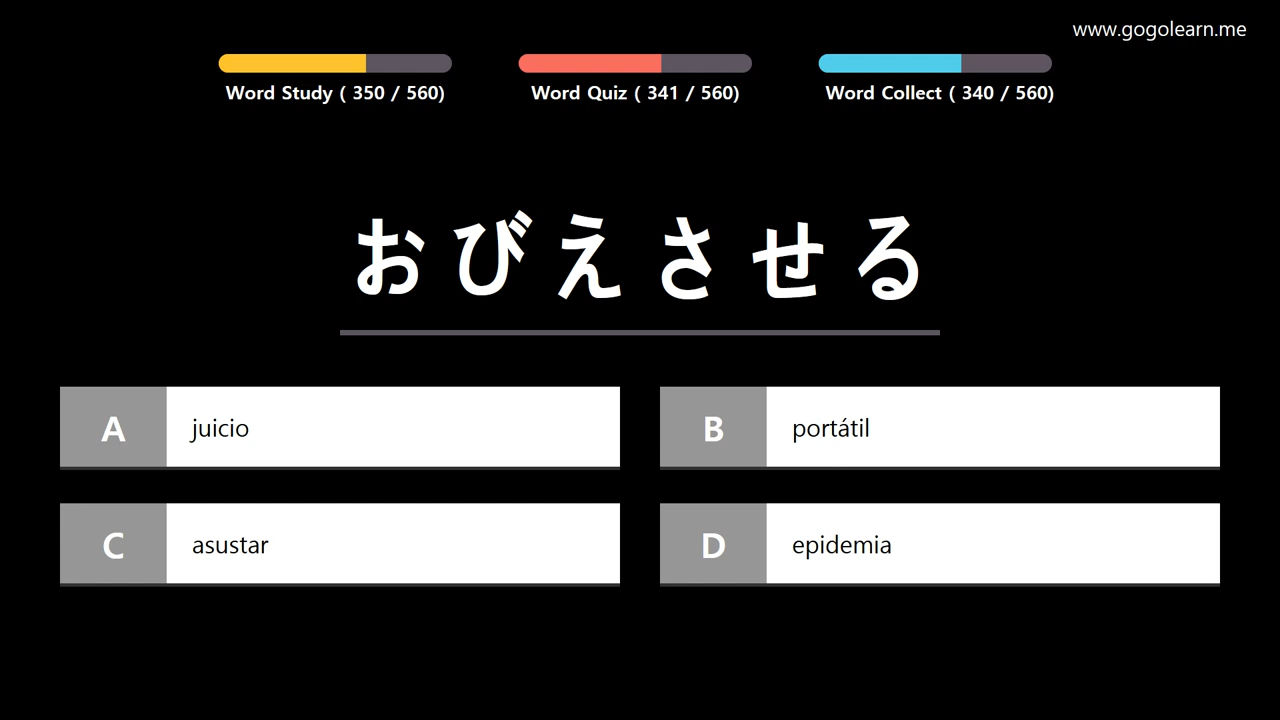 www.gogolearn.me
Word Study ( 350 / 560)
Word Quiz ( 341 / 560)
Word Collect ( 340 / 560)
おびえさせる
A
juicio
B
portátil
C
asustar
D
epidemia